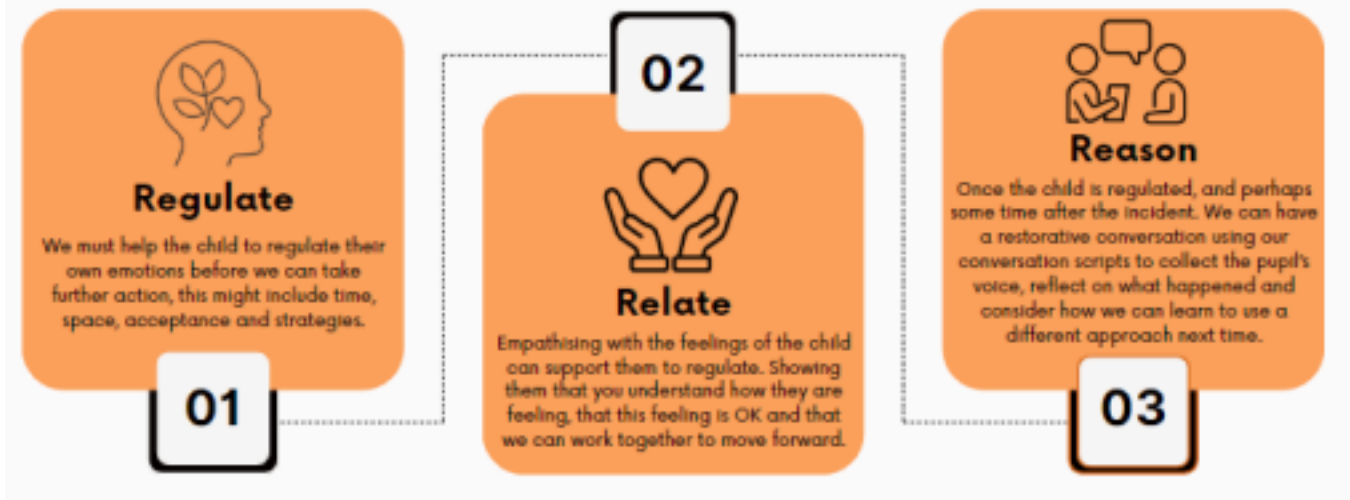 Regulate
We must help the child to regulate their
own emotions before we can take
further action, this might include time,
space, acceptance and strategies.
01
02
Relate
Empathising with the feelings of the child
can support them to regulate. Showing
them that you understand how they are
feeling, that this feeling is OK and that
we can work together to move forward.
Reason
Once the child is regulated, and perhaps
some time after the incident. We can have
a restorative conversation using our
conversation scripts to collect the pupil's
voice, reflect on what happened and
consider how we can learn to use a
different approach next time.
03